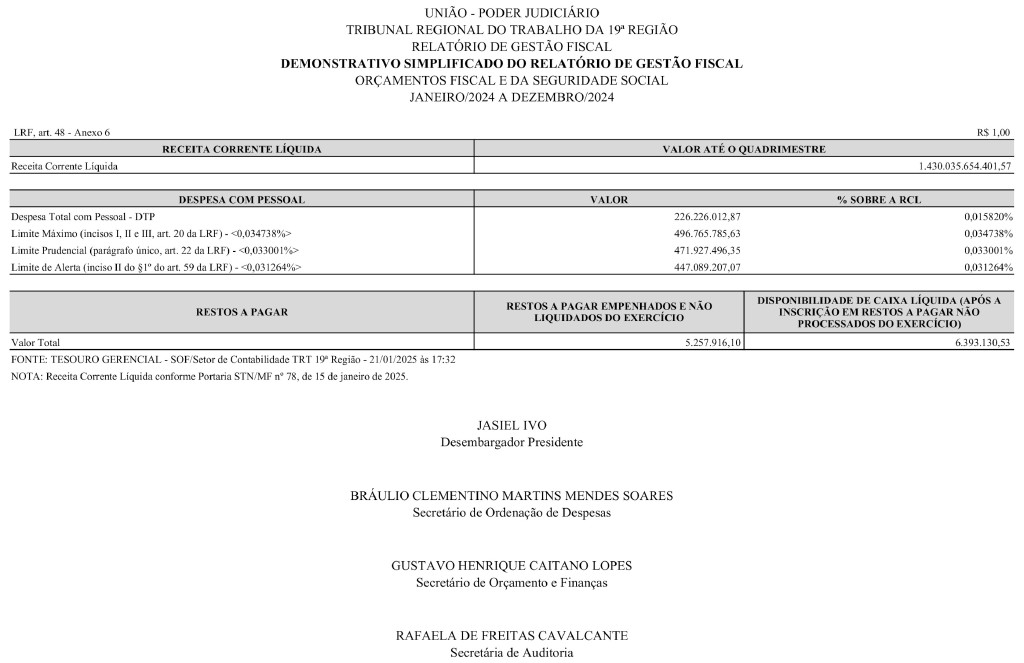 UNIÃO - PODER JUDICIÁRIO
TRIBUNAL REGIONAL DO TRABALHO DA 19ª REGIÃO
RELATÓRIO DE GESTÃO FISCAL
DEMONSTRATIVO SIMPLIFICADO DO RELATÓRIO DE GESTÃO FISCAL
ORÇAMENTOS FISCAL E DA SEGURIDADE SOCIAL
JANEIRO/2024 A DEZEMBRO/2024
LRF, art. 48 - Anexo 6 R$ 1,00
RECEITA CORRENTE LÍQUIDA VALOR ATÉ O QUADRIMESTRE
Receita Corrente Líquida 1.430.035.654.401,57
DESPESA COM PESSOAL VALOR % SOBRE A RCL
Despesa Total com Pessoal - DTP 226.226.012,87 0,015820%
Limite Máximo (incisos I, II e III, art. 20 da LRF) - <0,034738%> 496.765.785,63 0,034738%
Limite Prudencial (parágrafo único, art. 22 da LRF) - <0,033001%> 471.927.496,35 0,033001%
Limite de Alerta (inciso II do §1º do art. 59 da LRF) - <0,031264%> 447.089.207,07 0,031264%
RESTOS A PAGAR RESTOS A PAGAR EMPENHADOS E NÃO LIQUIDADOS DO EXERCÍCIO DISPONIBILIDADE DE CAIXA LÍQUIDA (APÓS A INSCRIÇÃO EM RESTOS A PAGAR NÃO PROCESSADOS DO EXERCÍCIO)
Valor Total 5.257.916,10 6.393.130,53
FONTE: TESOURO GERENCIAL - SOF/Setor de Contabilidade TRT 19ª Região - 21/01/2025 às 17:32
NOTA: Receita Corrente Líquida conforme Portaria STN/MF nº 78, de 15 de janeiro de 2025.
JASIEL IVO
Desembargador Presidente
BRÁULIO CLEMENTINO MARTINS MENDES SOARES
Secretário de Ordenação de Despesas
GUSTAVO HENRIQUE CAITANO LOPES
Secretário de Orçamento e Finanças
RAFAELA DE FREITAS CAVALCANTE
Secretária de Auditoria